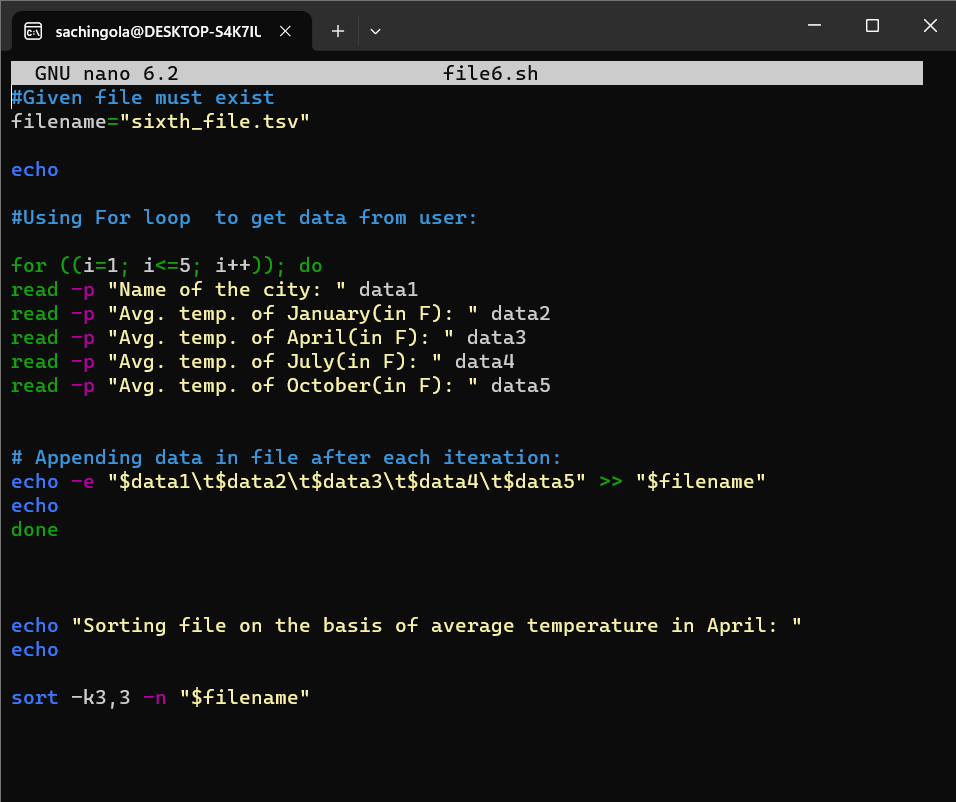 sachingola@DESKTOP-S4K7IU
GNU nano 6.2 file6.sh
#Given file must exist
filename="sixth_file.tsv"
echo
#Using For loop  to get data from user:
for ((i=1; i<=5; i++)); do
read -p "Name of the city: " data1
read -p "Avg. temp. of January(in F): " data2
read -p "Avg. temp. of April(in F): " data3
read -p "Avg. temp. of July(in F): " data4
read -p "Avg. temp. of October(in F): " data5
# Appending data in file after each iteration:
echo -e "$data1\t$data2\t$data3\t$data4\t$data5" >> "$filename"
echo
done
echo "Sorting file on the basis of average temperature in April: "
echo
sort -k3,3 -n "$filename"